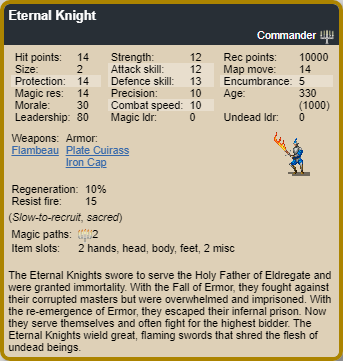 Eternal Knight
Commander
Hit points: 14 Strength: 12 Rec points: 10000
Size: 2 Attack skill: 12 Map move: 14
Protection: 14 Defence skill: 13 Encumbrance: 5
Magic res: 14 Precision: 10 Age: 330
Morale: 30 Combat speed: 10 (1000)
Leadership: 80 Magic ldr: 0 Undead ldr: 0
Weapons: Armor:
Flambeau Plate Cuirass
Iron Cap
Regeneration: 10%
Resist fire: 15
(Slow-to-recruit, sacred)
Magic paths: 2
Item slots: 2 hands, head, body, feet, 2 misc
The Eternal Knights swore to serve the Holy Father of Eldregate and
were granted immortality. With the Fall of Ermor, they fought against
their corrupted masters but were overwhelmed and imprisoned. With
the re-emergence of Ermor, they escaped their infernal prison. Now
they serve themselves and often fight for the highest bidder. The
Eternal Knights wield great, flaming swords that shred the flesh of
undead beings.